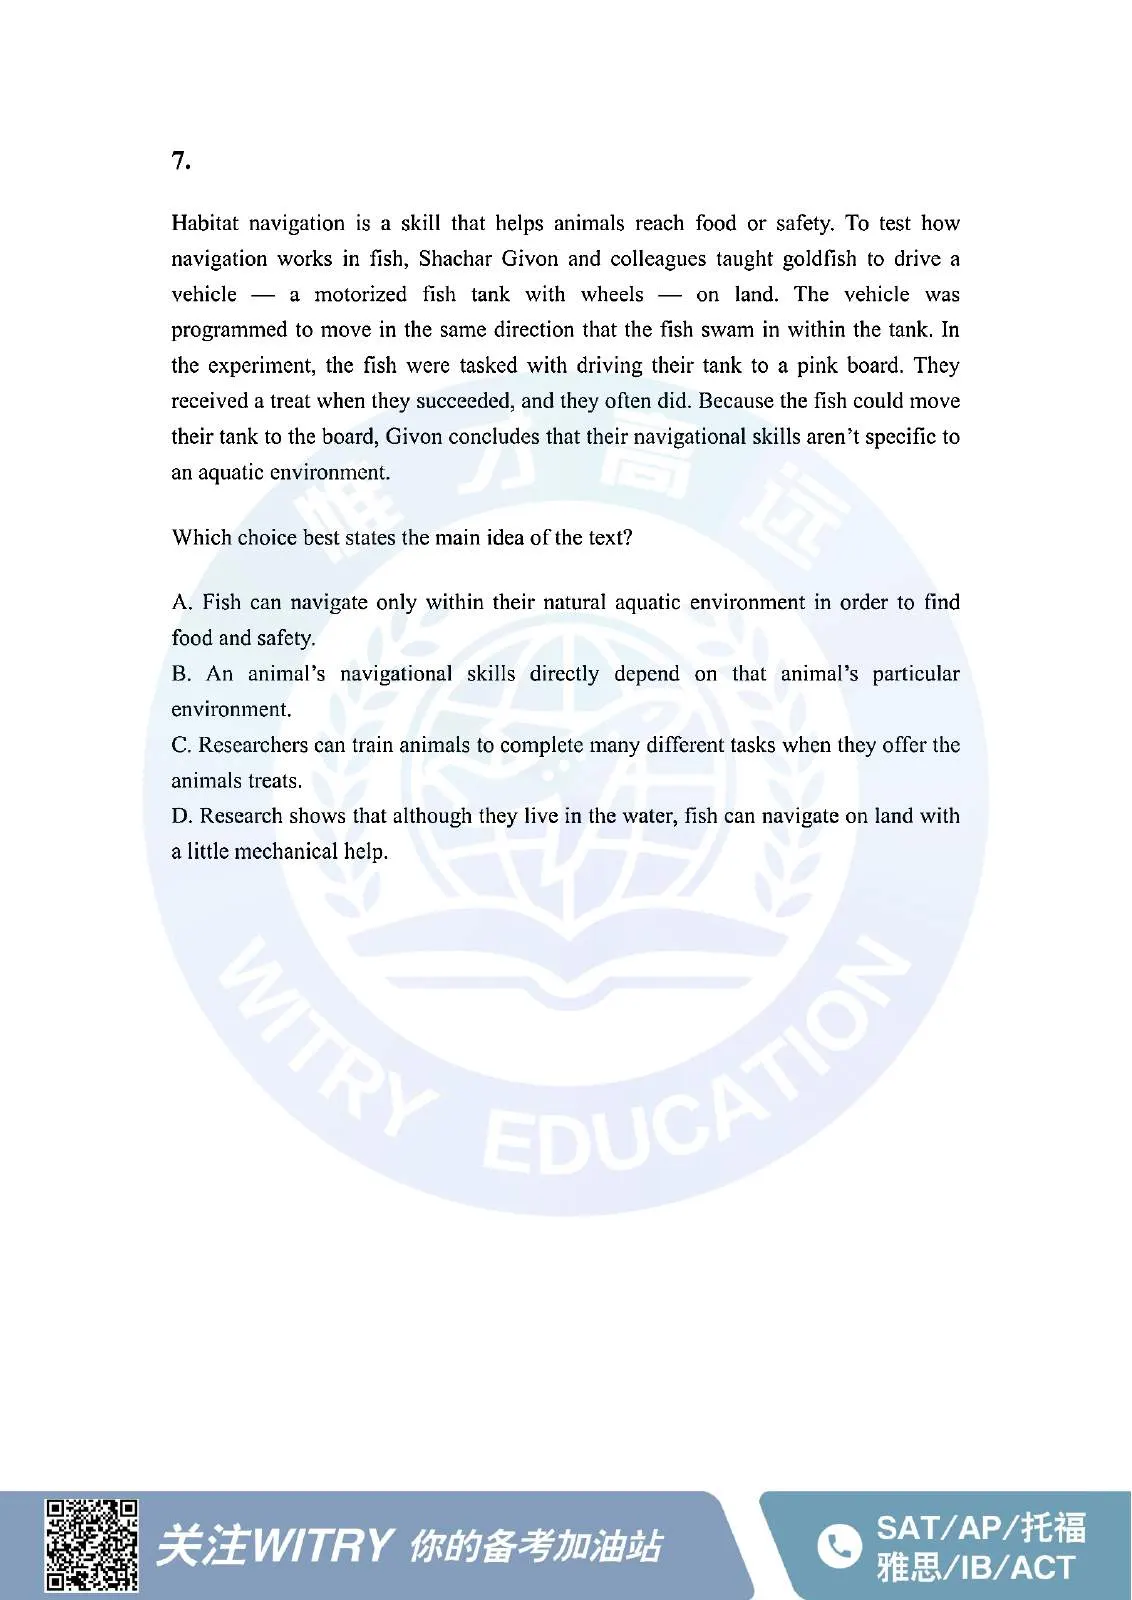 7.
Habitat navigation is a skill that helps animals reach food or safety. To test how
navigation works in fish, Shachar Givon and colleagues taught goldfish to drive a
vehicle — a motorized fish tank with wheels — on land. The vehicle was
programmed to move in the same direction that the fish swam in within the tank. In
the experiment, the fish were tasked with driving their tank to a pink board. They
received a treat when they succeeded, and they often did. Because the fish could move
their tank to the board, Givon concludes that their navigational skills aren’t specific to
an aquatic environment.
Which choice best states the main idea of the text?
A. Fish can navigate only within their natural aquatic environment in order to find
food and safety.
B. An animal’s navigational skills directly depend on that animal’s particular
environment.
C. Researchers can train animals to complete many different tasks when they offer the
animals treats.
D. Research shows that although they live in the water, fish can navigate on land with
a little mechanical help.
惟才高远
WITRY EDUCATION
关注WITRY 你的备考加油站
SAT/AP/托福
雅思/IB/ACT